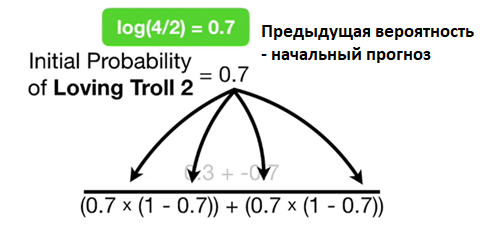 log(4/2) = 0.7
Предыдущая вероятность
- начальный прогноз
Initial Probability
of Loving Troll 2 = 0.7
0.3 + -0.7
(0.7 × (1 - 0.7)) + (0.7 × (1 - 0.7))